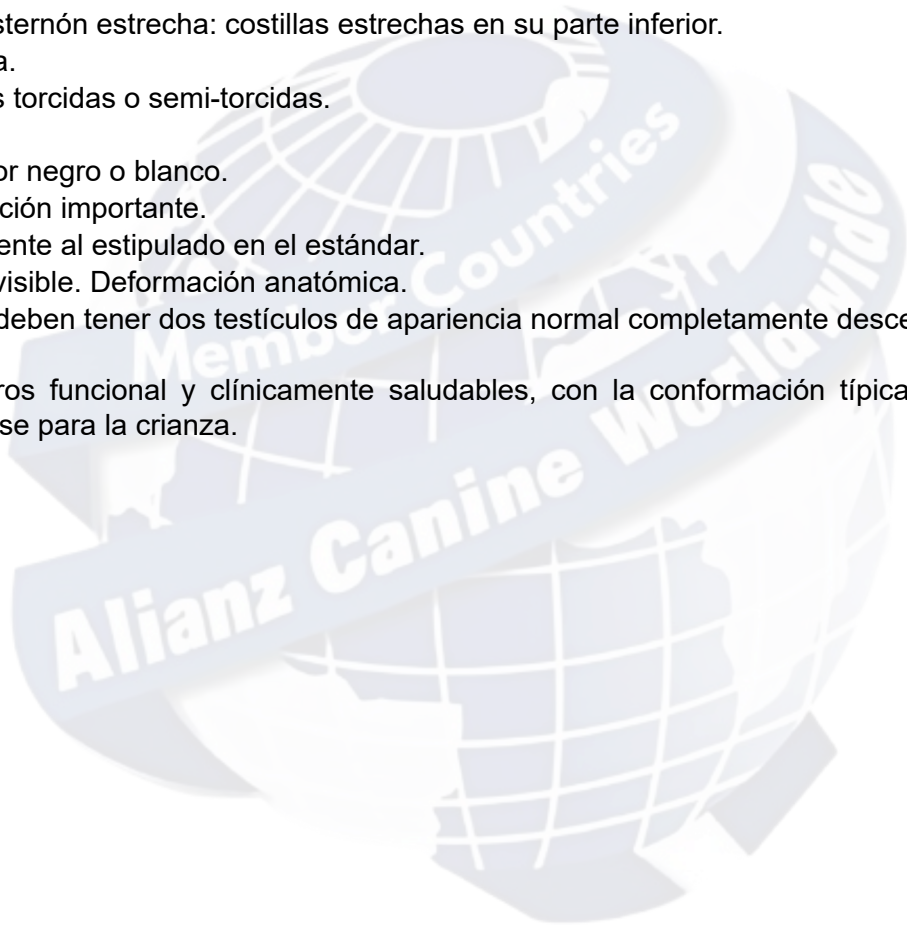 sternón estrecha: costillas estrechas en su parte inferior.
a.
s torcidas o semi-torcidas.
or negro o blanco.
ción importante.
ente al estipulado en el estándar.
visible. Deformación anatómica.
deben tener dos testículos de apariencia normal completamente desce
ros funcional y clínicamente saludables, con la conformación típica
se para la crianza.
Member Countries
Alianz Canine Worldwide